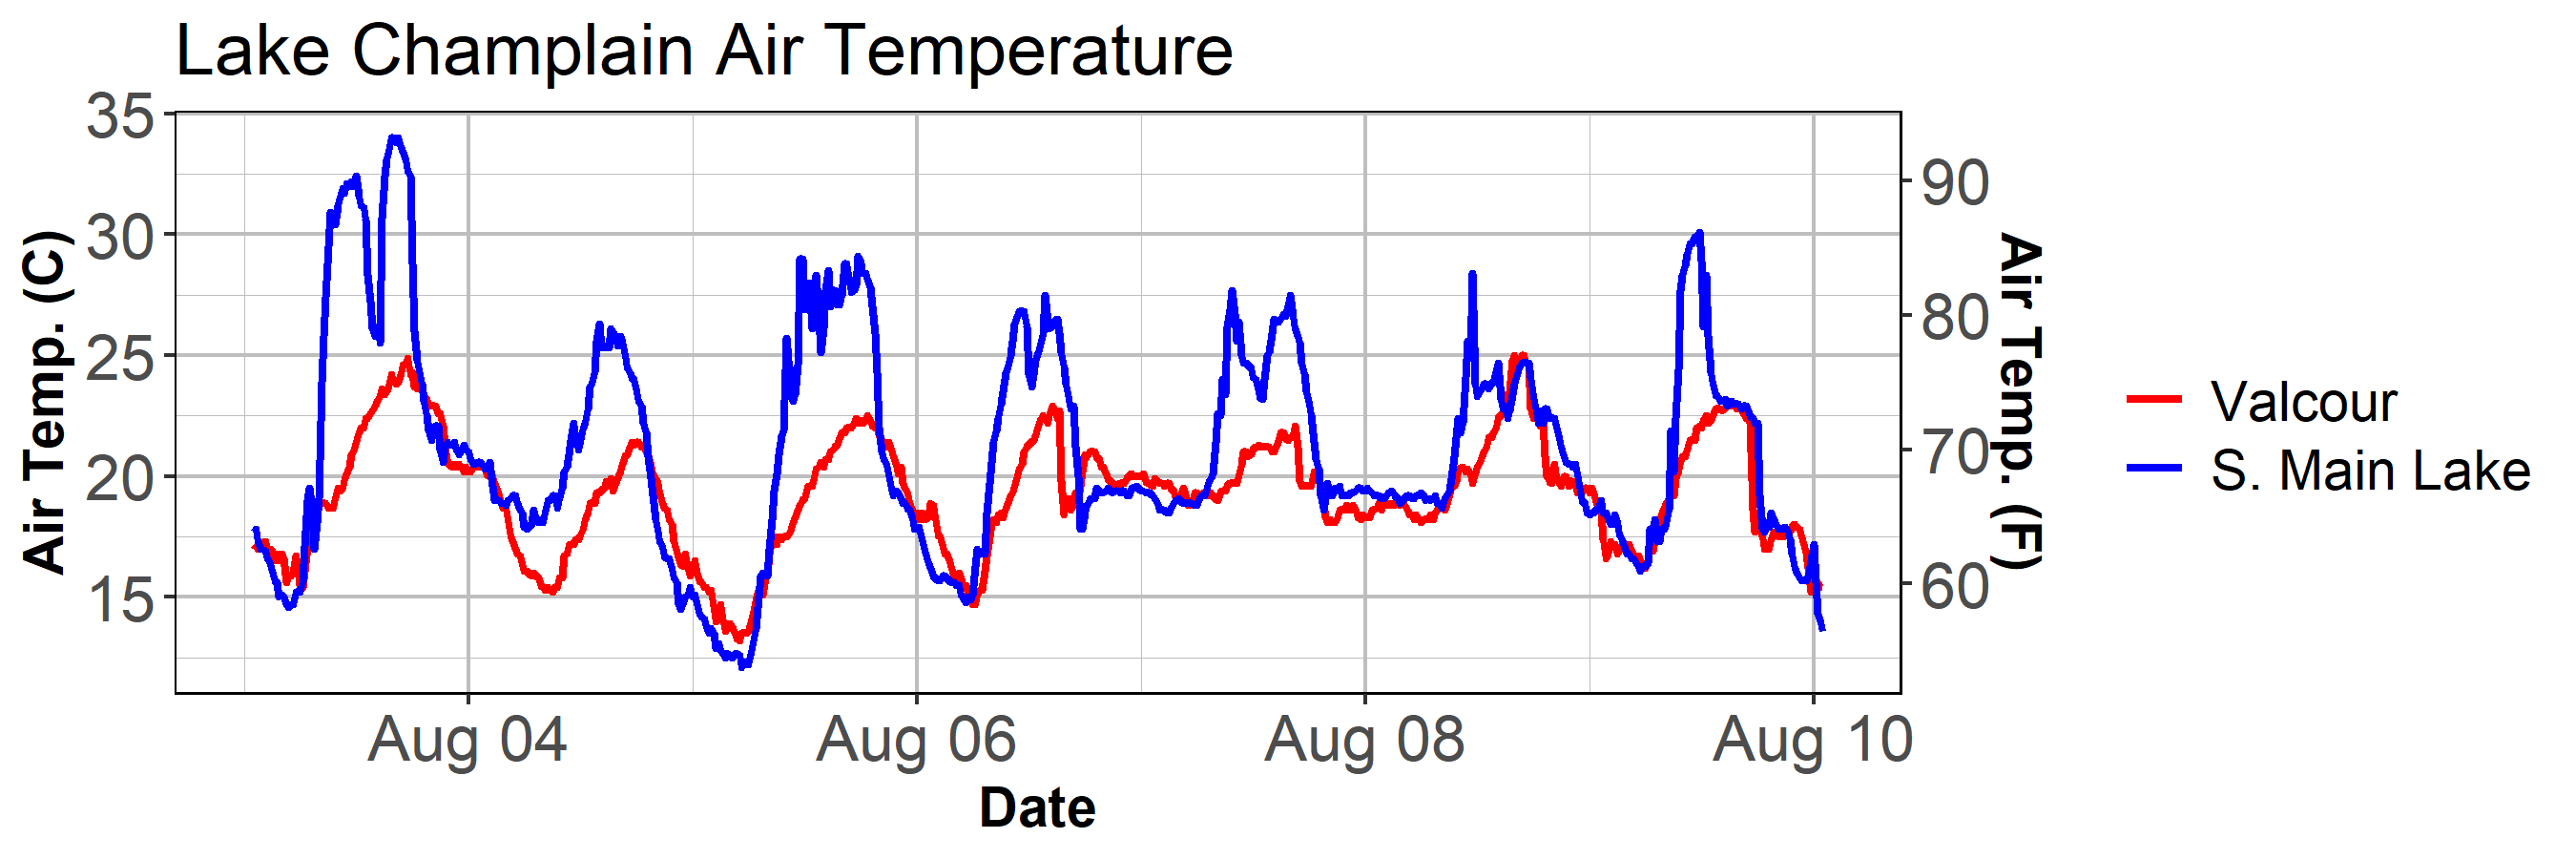 Lake Champlain Air Temperature
35
30
25
20
15
Air Temp. (C)
90
80
70
60
Air Temp. (F)
Aug 04
Aug 06
Aug 08
Aug 10
Date
Valcour
S. Main Lake